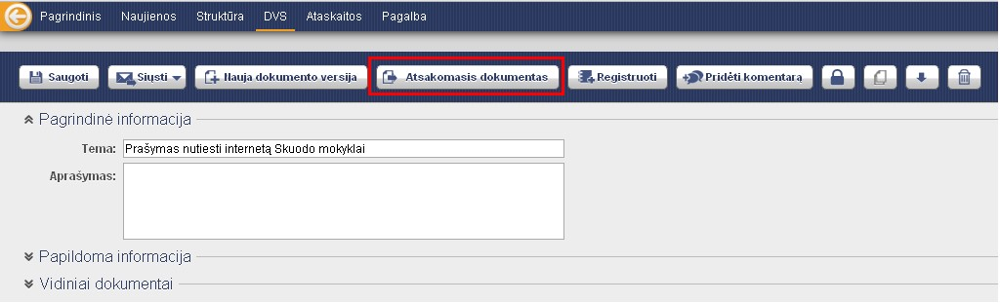 Pagrindinis Naujienos Struktūra DVS Ataskaitos Pagalba
Saugoti Siųsti Nauja dokumento versija Atsakomasis dokumentas Registruoti Pridėti komentarą
Pagrindinė informacija
Tema: Prašymas nutiesti internetą Skuodo mokyklai
Aprašymas:
Papildoma informacija
Vidiniai dokumentai